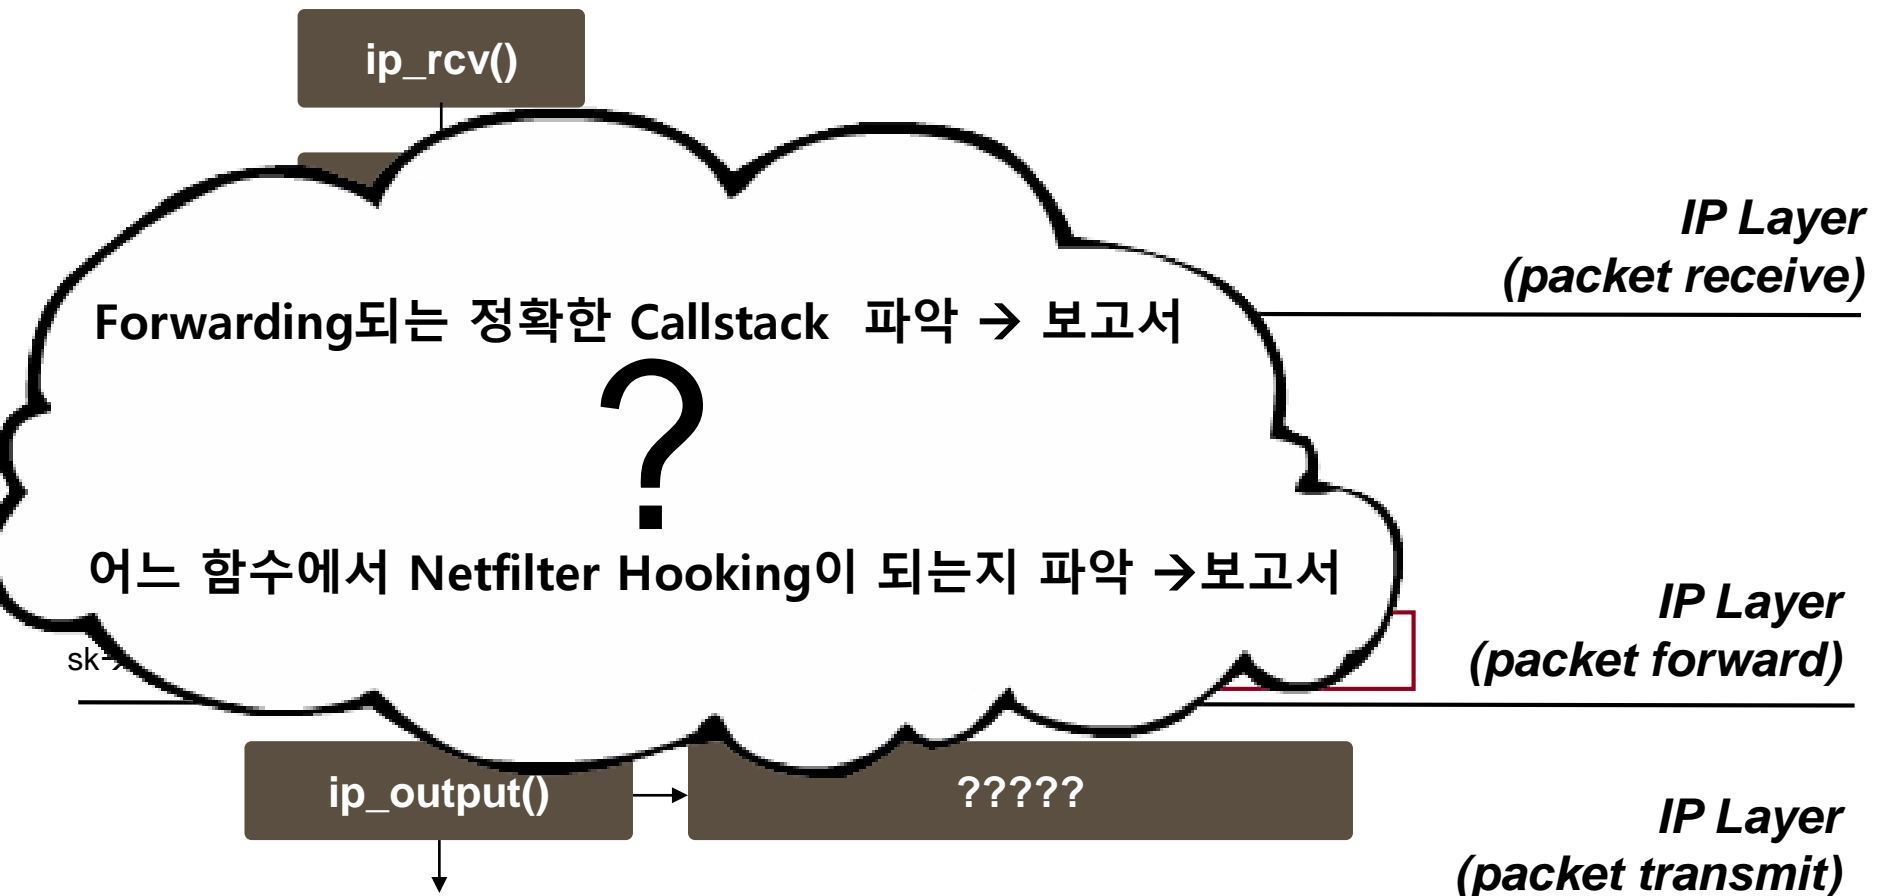 ip_rcv()
IP Layer
(packet receive)
Forwarding되는 정확한 Callstack 파악 → 보고서
?
어느 함수에서 Netfilter Hooking이 되는지 파악 →보고서
IP Layer
(packet forward)
sk
ip_output()
?????
IP Layer
(packet transmit)